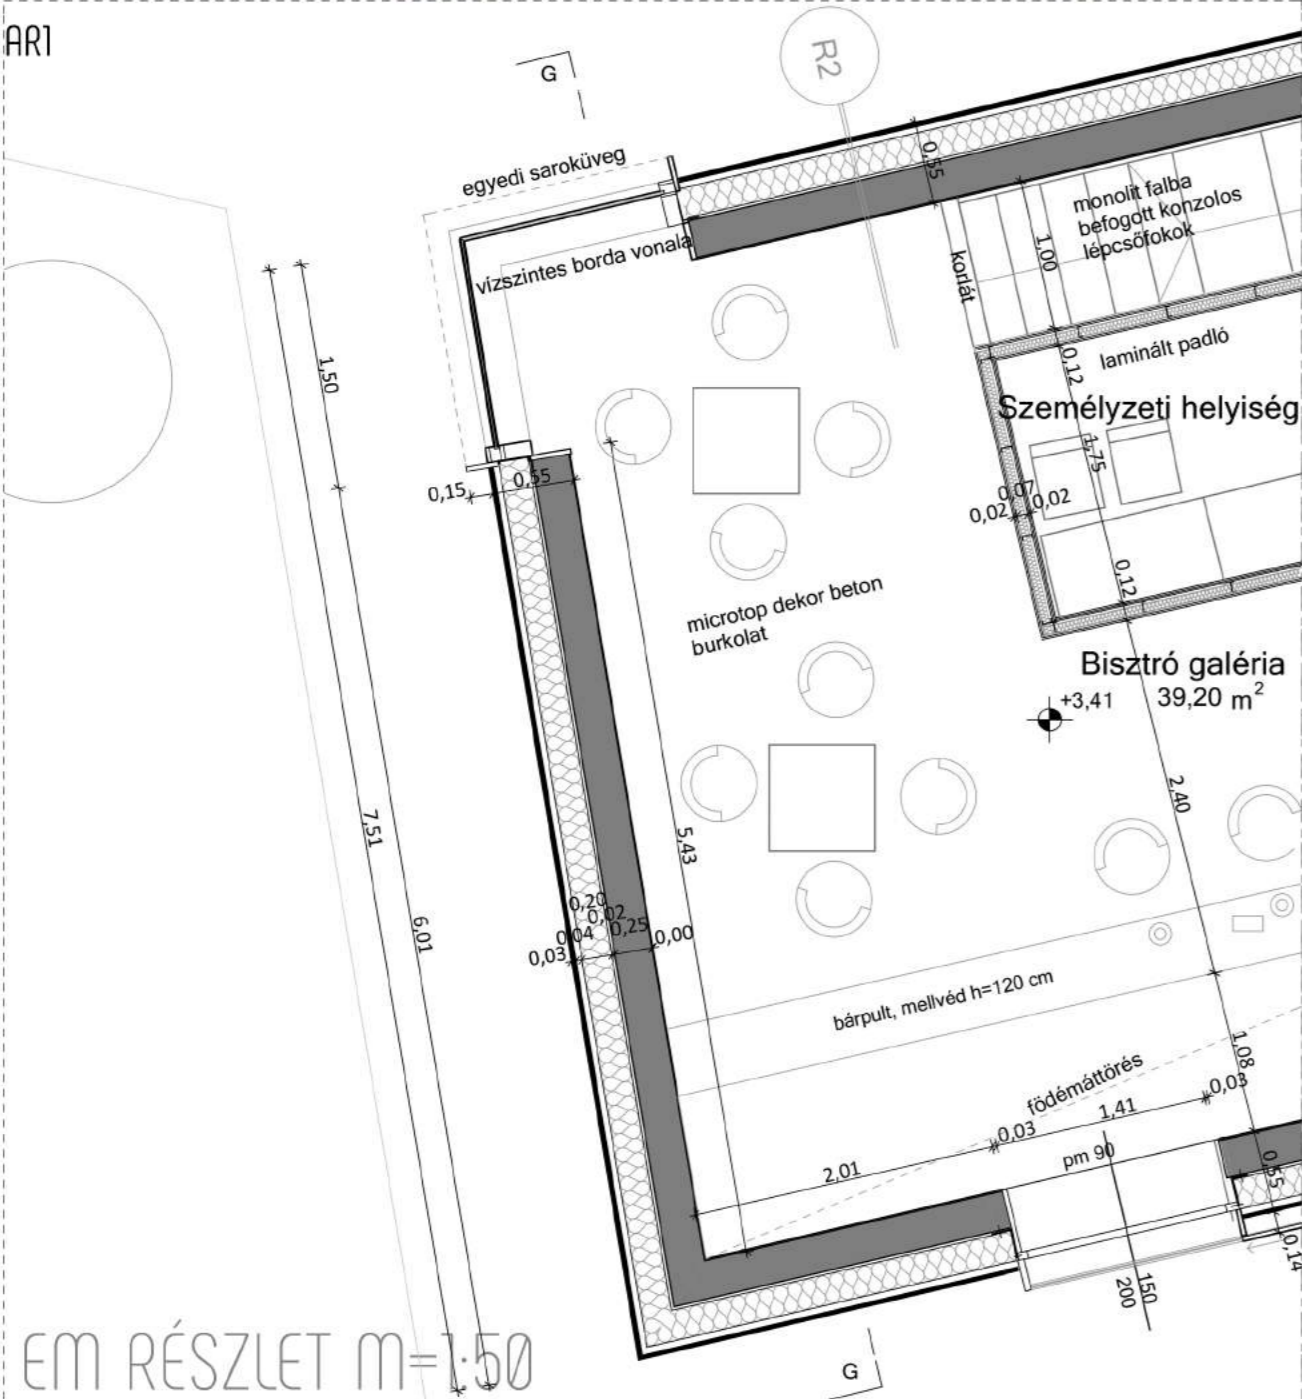 AR1
G
R2
egyedi saroküveg
0,55
monolit falba
befogott konzolos
lépcsőfokok
vízszintes borda vonala
korlát
1,00
1,50
0,12
laminált padló
Személyzeti helyiség
1,75
0,15
0,55
0,07
0,02
0,02
0,12
microtop dekor beton
burkolat
Bisztró galéria
39,20 m²
+3,41
2,40
7,51
5,43
6,01
0,20
0,02
0,25
0,04
0,00
0,03
bárpult, mellvéd h=120 cm
1,08
födémáttörés
0,03
1,41
0,03
pm 90
2,01
0,55
0,14
150
200
EM RÉSZLET M=1:50
G